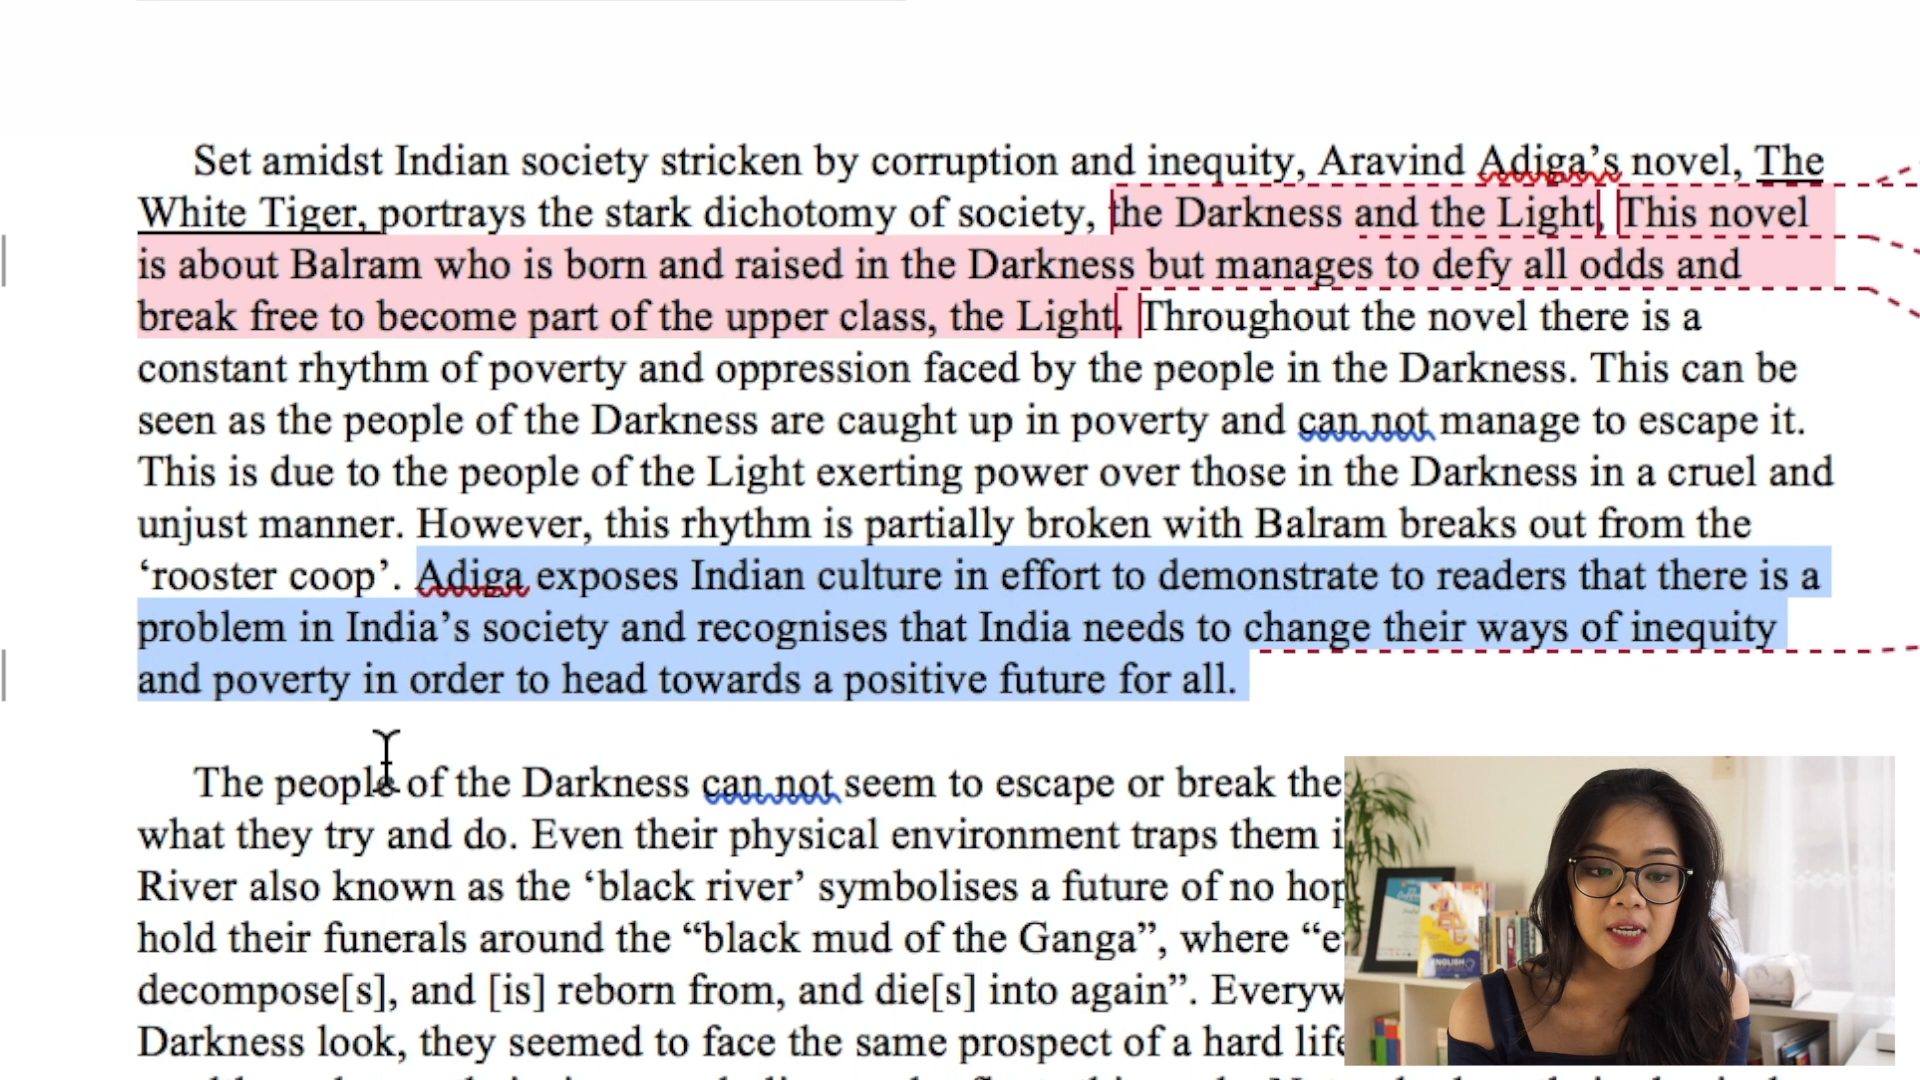 Set amidst Indian society stricken by corruption and inequity, Aravind Adiga’s novel, The
White Tiger, portrays the stark dichotomy of society, the Darkness and the Light, This novel
is about Balram who is born and raised in the Darkness but manages to defy all odds and
break free to become part of the upper class, the Light. Throughout the novel there is a
constant rhythm of poverty and oppression faced by the people in the Darkness. This can be
seen as the people of the Darkness are caught up in poverty and can not manage to escape it.
This is due to the people of the Light exerting power over those in the Darkness in a cruel and
unjust manner. However, this rhythm is partially broken with Balram breaks out from the
‘rooster coop’. Adiga exposes Indian culture in effort to demonstrate to readers that there is a
problem in India’s society and recognises that India needs to change their ways of inequity
and poverty in order to head towards a positive future for all.
The people of the Darkness can not seem to escape or break the
what they try and do. Even their physical environment traps them
River also known as the ‘black river’ symbolises a future of no
hold their funerals around the “black mud of the Ganga”, where
decompose[s], and [is] reborn from, and die[s] into again”.
Darkness look, they seemed to face the same prospect of a hard
ENGLISH